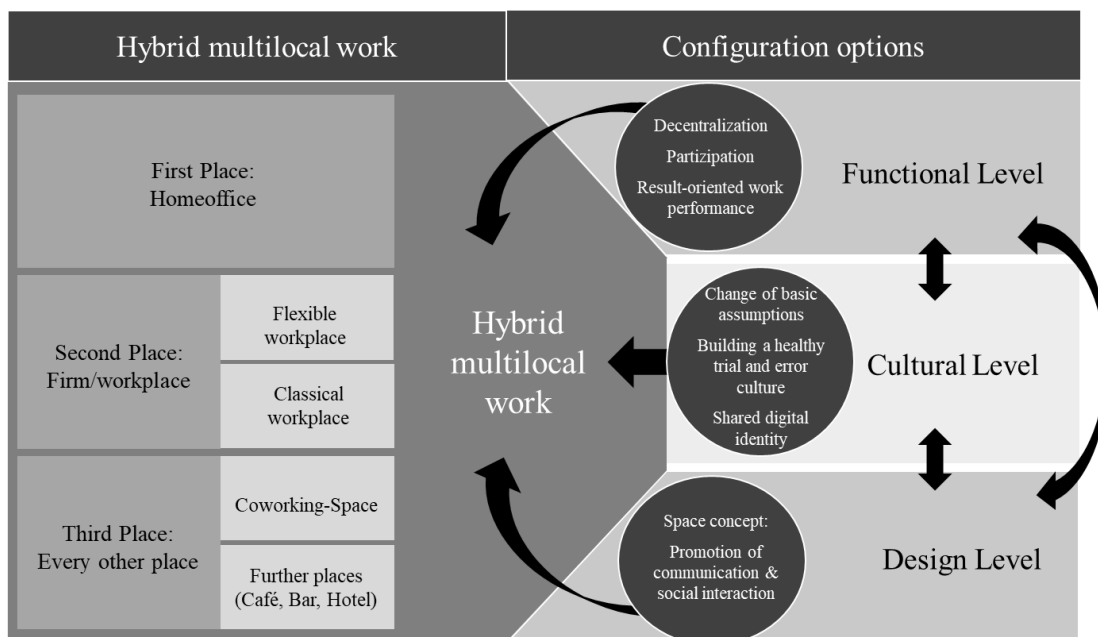 Hybrid multilocal work
Configuration options
First Place:
Homeoffice
Second Place:
Firm/workplace
Flexible
workplace
Classical
workplace
Third Place:
Every other place
Coworking-Space
Further places
(Café, Bar, Hotel)
Hybrid
multilocal
work
Decentralization
Partizipation
Result-oriented work
performance
Functional Level
Change of basic
assumptions
Building a healthy
trial and error
culture
Shared digital
identity
Cultural Level
Space concept:
Promotion of
communication &
social interaction
Design Level